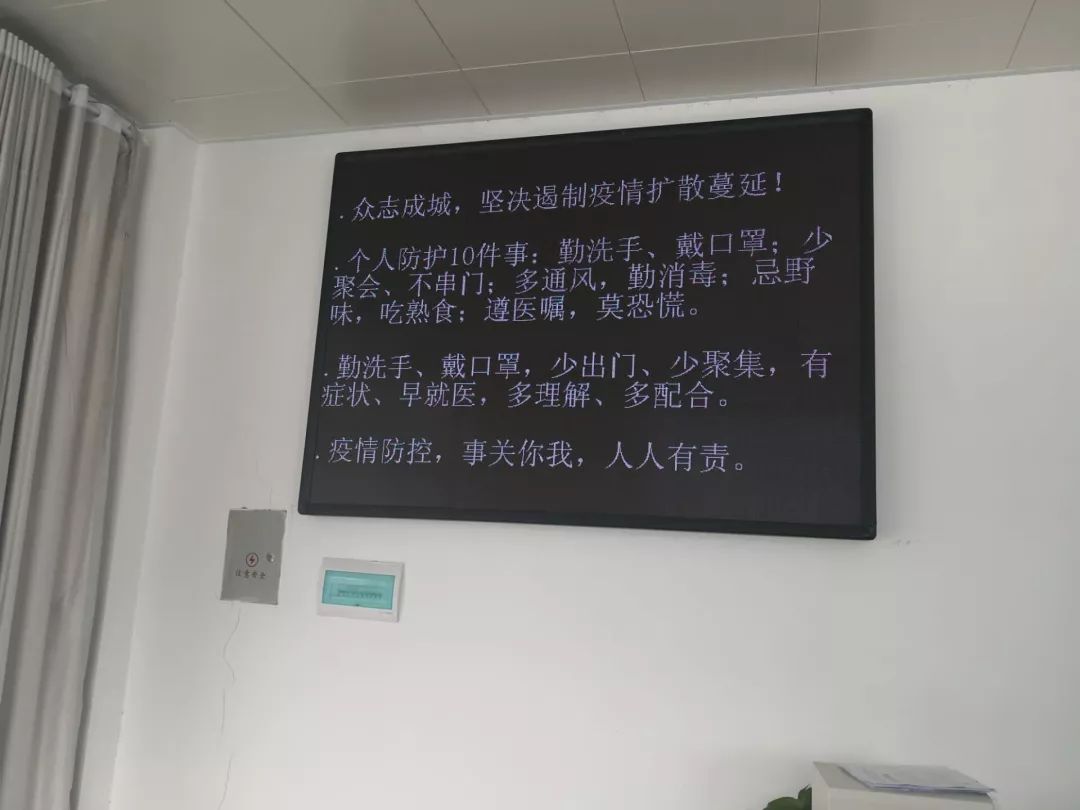 .众志成城，坚决遏制疫情扩散蔓延！
.个人防护10件事：勤洗手、戴口罩；少
聚会、不串门；多通风，勤消毒；忌野
味，吃熟食；遵医嘱，莫恐慌。
.勤洗手、戴口罩，少出门、少聚集，有
症状、早就医，多理解、多配合。
.疫情防控，事关你我，人人有责。
注意安全